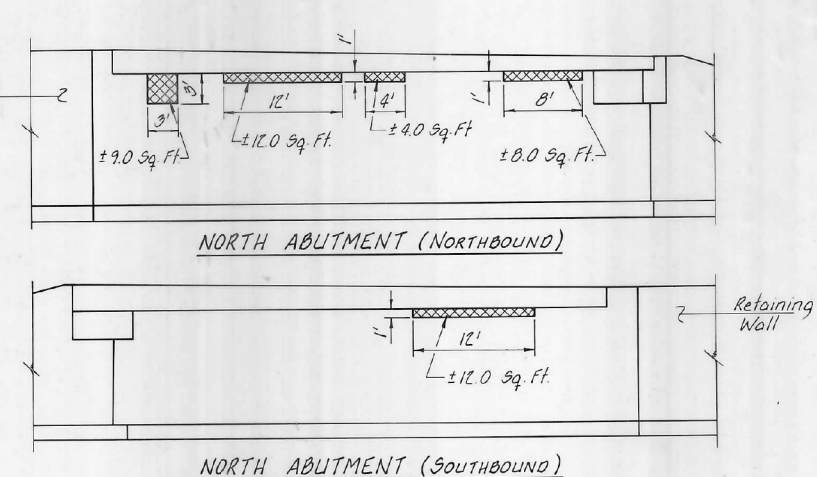 1'
3'
12'
4'
1'
8'
3'
±9.0 Sq. Ft.
±12.0 Sq. Ft.
±4.0 Sq. Ft
±8.0 Sq. Ft.
NORTH ABUTMENT (NORTHBOUND)
1'
12'
±12.0 Sq. Ft.
Retaining
Wall
NORTH ABUTMENT (SOUTHBOUND)